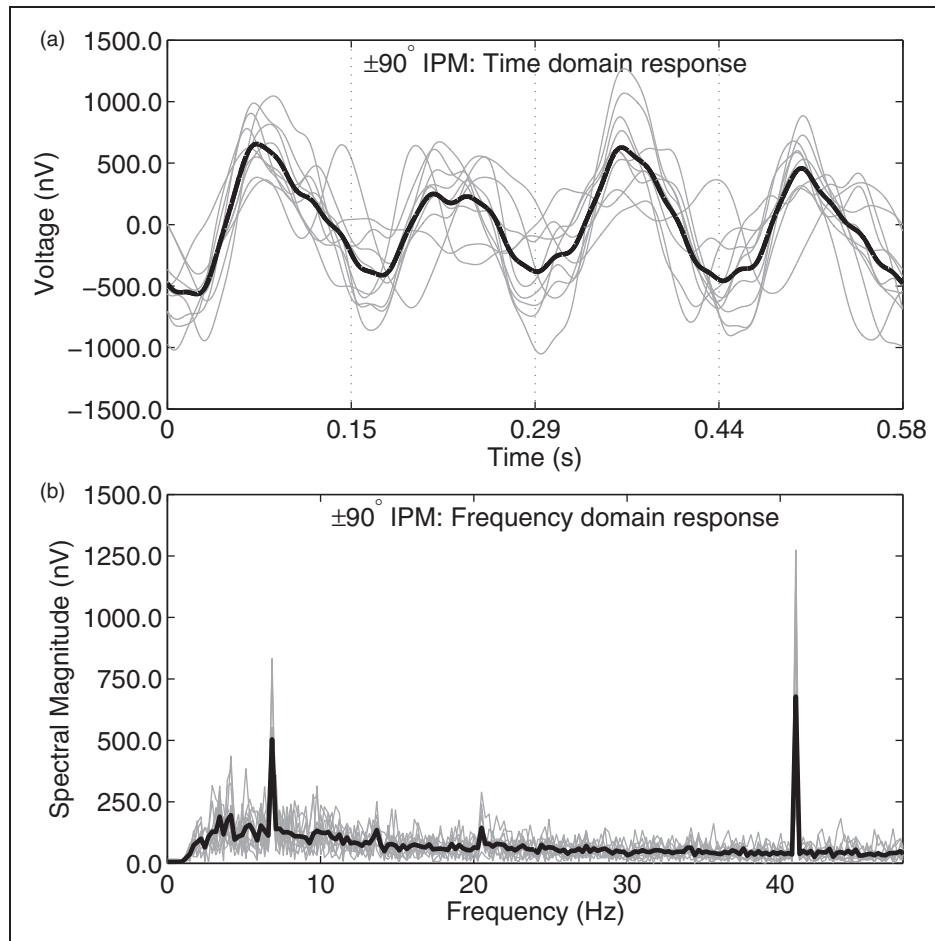 (a)
1500.0
±90° IPM: Time domain response
1000.0
500.0
0.0
−500.0
−1000.0
−1500.0
Voltage (nV)
0 0.15 0.29 0.44 0.58
Time (s)
(b)
1500.0
±90° IPM: Frequency domain response
1250.0
1000.0
750.0
500.0
250.0
0.0
Spectral Magnitude (nV)
0 10 20 30 40
Frequency (Hz)